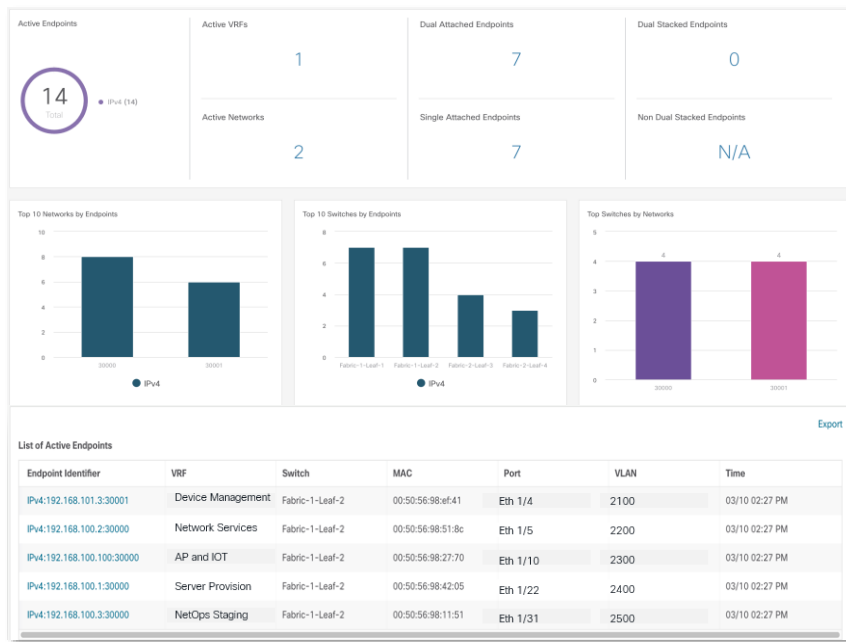 Active Endpoints
Active VRFs
Dual Attached Endpoints
Dual Stacked Endpoints
1
7
0
14
Total
IPv4 (14)
Active Networks
Single Attached Endpoints
Non Dual Stacked Endpoints
2
7
N/A
Top 10 Networks by Endpoints
10
8
6
4
2
0
30000
30001
IPv4
Top 10 Switches by Endpoints
8
6
4
2
0
Fabric-1-Leaf-1
Fabric-1-Leaf-2
Fabric-2-Leaf-3
Fabric-2-Leaf-4
IPv4
Top Switches by Networks
5
4
3
2
1
0
4
4
30000
30001
Export
List of Active Endpoints
Endpoint Identifier VRF Switch MAC Port VLAN Time
IPv4:192.168.101.3:30001 Device Management Fabric-1-Leaf-2 00:50:56:98:ef:41 Eth 1/4 2100 03/10 02:27 PM
IPv4:192.168.100.2:30000 Network Services Fabric-1-Leaf-2 00:50:56:98:51:8c Eth 1/5 2200 03/10 02:27 PM
IPv4:192.168.100.100:30000 AP and IOT Fabric-1-Leaf-2 00:50:56:98:27:70 Eth 1/10 2300 03/10 02:27 PM
IPv4:192.168.100.1:30000 Server Provision Fabric-1-Leaf-2 00:50:56:98:42:05 Eth 1/22 2400 03/10 02:27 PM
IPv4:192.168.100.3:30000 NetOps Staging Fabric-1-Leaf-2 00:50:56:98:11:51 Eth 1/31 2500 03/10 02:27 PM